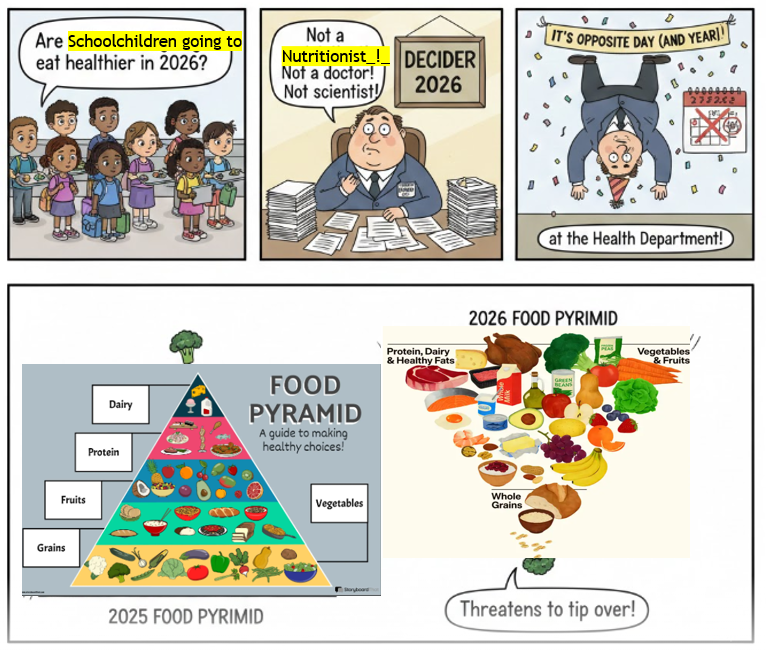 Are Schoolchildren going to
eat healthier in 2026?
Not a
Nutritionist_!_
Not a doctor!
Not scientist!
DECIDER
2026
IT'S OPPOSITE DAY (AND YEAR)!
at the Health Department!
2026 FOOD PYRIMID
Protein, Dairy
& Healthy Fats
Vegetables
& Fruits
Whole
Milk
GREEN
BEANS
PEAS
Whole
Grains
FOOD
PYRAMID
A guide to making
healthy choices!
Dairy
Protein
Fruits
Vegetables
Grains
2025 FOOD PYRIMID
Threatens to tip over!